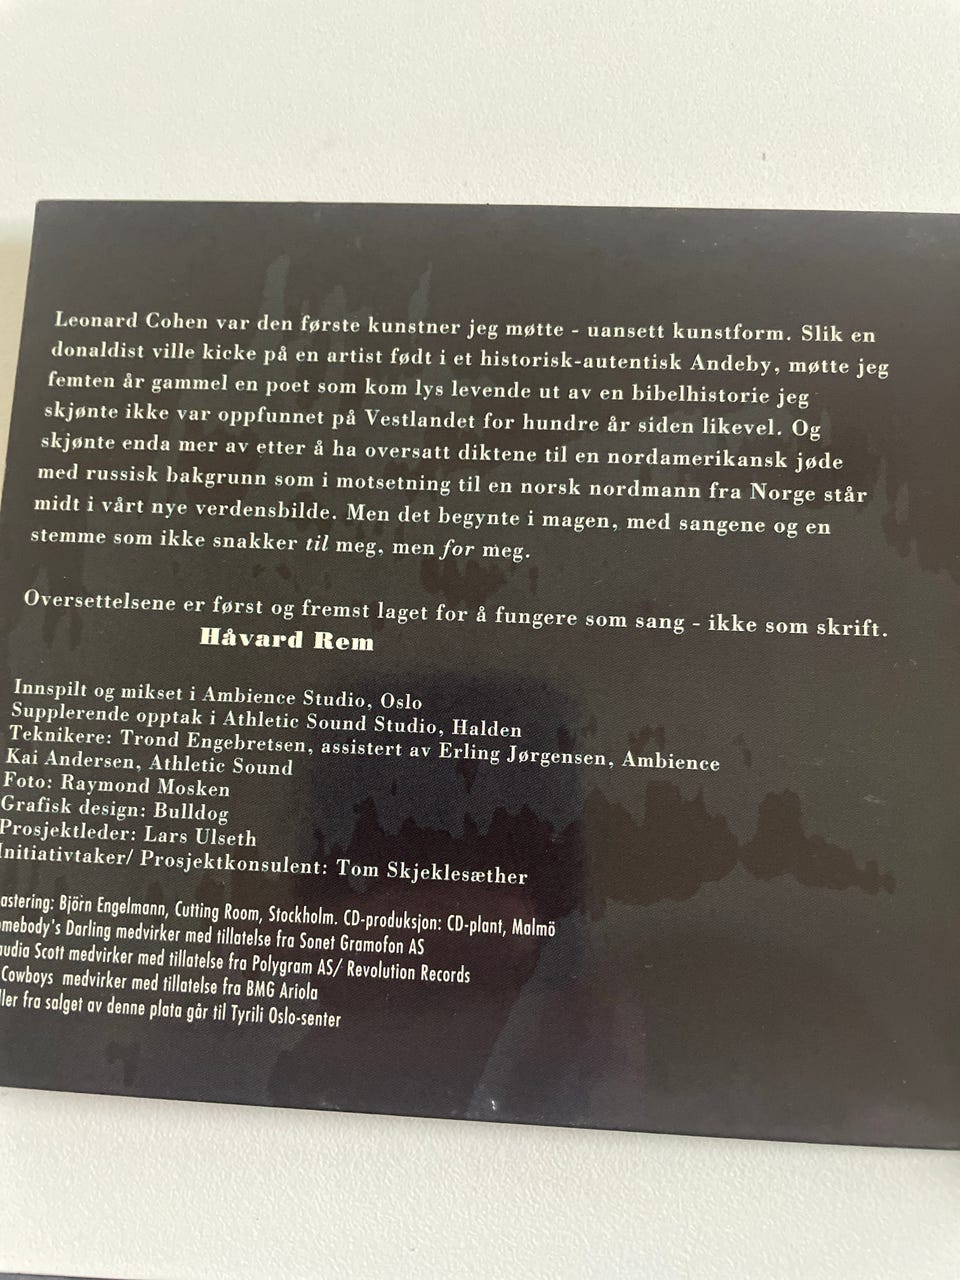 Leonard Cohen var den første kunstner jeg møtte - uansett kunstform. Slik en
donaldist ville kicke på en artist født i et historisk-autentisk Andeby, møtte jeg
femten år gammel en poet som kom lys levende ut av en bibelhistorie jeg
skjønte ikke var oppfunnet på Vestlandet for hundre år siden likevel. Og
skjønte enda mer av etter å ha oversatt diktene til en nordamerikansk jøde
med russisk bakgrunn som i motsetning til en norsk nordmann fra Norge står
midt i vårt nye verdensbilde. Men det begynte i magen, med sangene og en
stemme som ikke snakker til meg, men for meg.
Oversettelsene er først og fremst laget for å fungere som sang - ikke som skrift.
Håvard Rem
Innspilt og mikset i Ambience Studio, Oslo
Supplerende opptak i Athletic Sound Studio, Halden
Teknikere: Trond Engebretsen, assistert av Erling Jørgensen, Ambience
Kai Andersen, Athletic Sound
Foto: Raymond Mosken
Grafisk design: Bulldog
Prosjektleder: Lars Ulseth
Initiativtaker/ Prosjektkonsulent: Tom Skjeklesæther
astering: Björn Engelmann, Cutting Room, Stockholm. CD-produksjon: CD-plant, Malmö
mebody's Darling medvirker med tillatelse fra Sonet Gramofon AS
udia Scott medvirker med tillatelse fra Polygram AS/ Revolution Records
Cowboys medvirker med tillatelse fra BMG Ariola
ller fra salget av denne plata går til Tyrili Oslo-senter